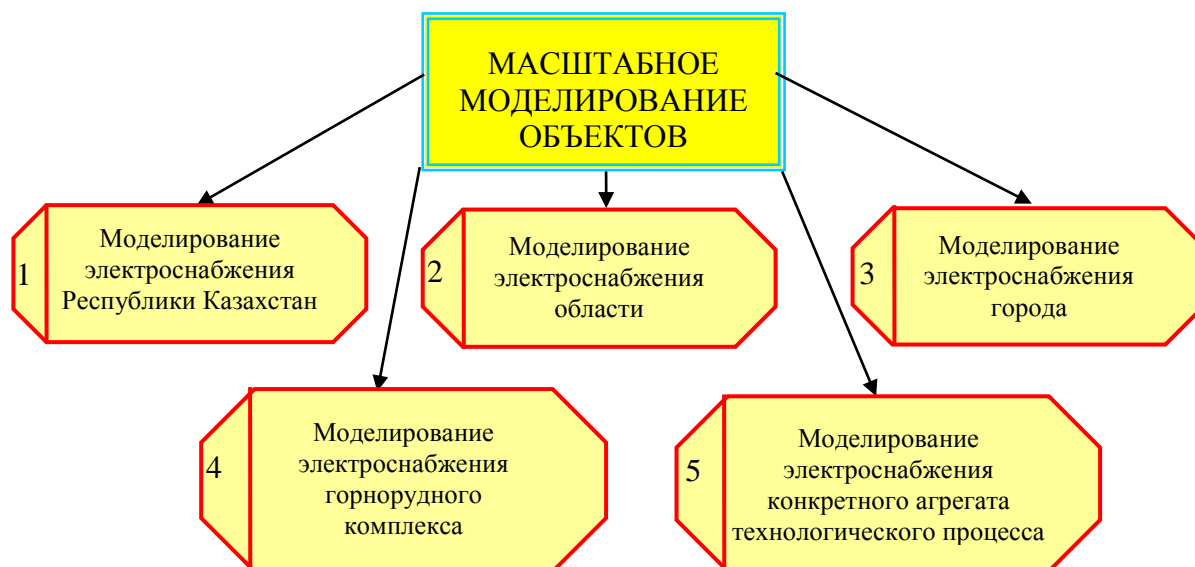 МАСШТАБНОЕ
МОДЕЛИРОВАНИЕ
ОБЪЕКТОВ
1
Моделирование
электроснабжения
Республики Казахстан
2
Моделирование
электроснабжения
области
3
Моделирование
электроснабжения
города
4
Моделирование
электроснабжения
горнорудного
комплекса
5
Моделирование
электроснабжения
конкретного агрегата
технологического процесса